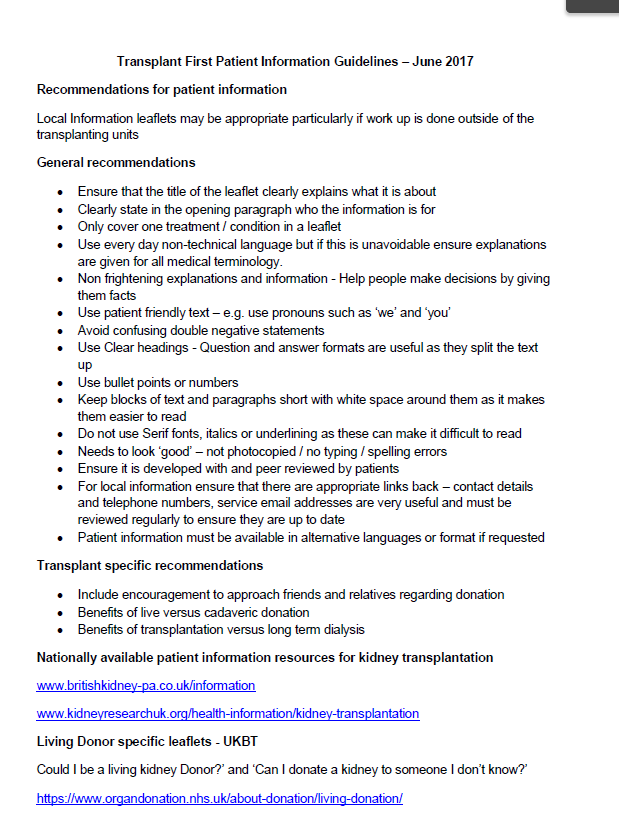 Transplant First Patient Information Guidelines – June 2017
Recommendations for patient information
Local Information leaflets may be appropriate particularly if work up is done outside of the
transplanting units
General recommendations
• Ensure that the title of the leaflet clearly explains what it is about
• Clearly state in the opening paragraph who the information is for
• Only cover one treatment / condition in a leaflet
• Use every day non-technical language but if this is unavoidable ensure explanations
are given for all medical terminology.
• Non frightening explanations and information - Help people make decisions by giving
them facts
• Use patient friendly text – e.g. use pronouns such as ‘we’ and ‘you’
• Avoid confusing double negative statements
• Use Clear headings - Question and answer formats are useful as they split the text
up
• Use bullet points or numbers
• Keep blocks of text and paragraphs short with white space around them as it makes
them easier to read
• Do not use Serif fonts, italics or underlining as these can make it difficult to read
• Needs to look ‘good’ – not photocopied / no typing / spelling errors
• Ensure it is developed with and peer reviewed by patients
• For local information ensure that there are appropriate links back – contact details
and telephone numbers, service email addresses are very useful and must be
reviewed regularly to ensure they are up to date
• Patient information must be available in alternative languages or format if requested
Transplant specific recommendations
• Include encouragement to approach friends and relatives regarding donation
• Benefits of live versus cadaveric donation
• Benefits of transplantation versus long term dialysis
Nationally available patient information resources for kidney transplantation
www.britishkidney-pa.co.uk/information
www.kidneyresearchuk.org/health-information/kidney-transplantation
Living Donor specific leaflets - UKBT
Could I be a living kidney Donor?’ and ‘Can I donate a kidney to someone I don’t know?’
https://www.organdonation.nhs.uk/about-donation/living-donation/